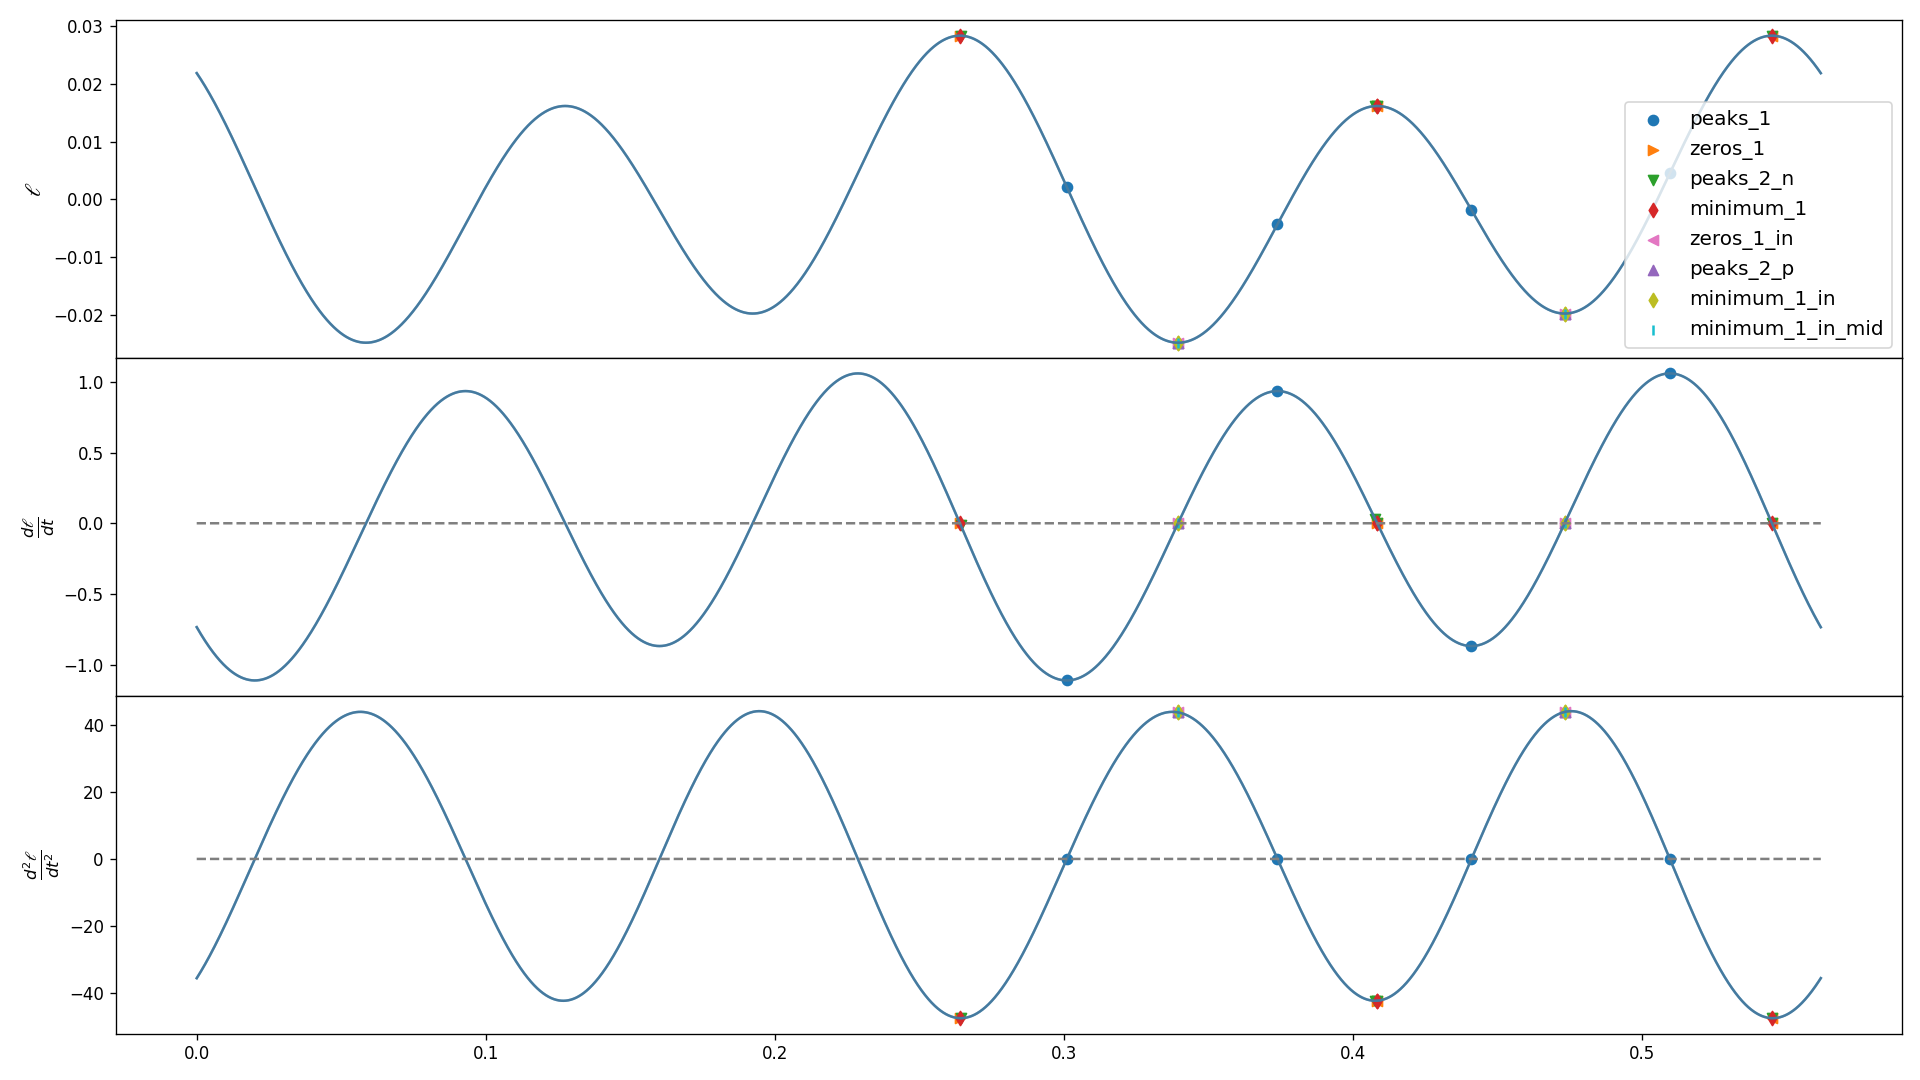 0.03
0.02
0.01
0.00
−0.01
−0.02
ℓ
peaks_1
zeros_1
peaks_2_n
minimum_1
zeros_1_in
peaks_2_p
minimum_1_in
minimum_1_in_mid
1.0
0.5
0.0
−0.5
−1.0
dℓ
dt
40
20
0
−20
−40
d²ℓ
dt²
0.0 0.1 0.2 0.3 0.4 0.5